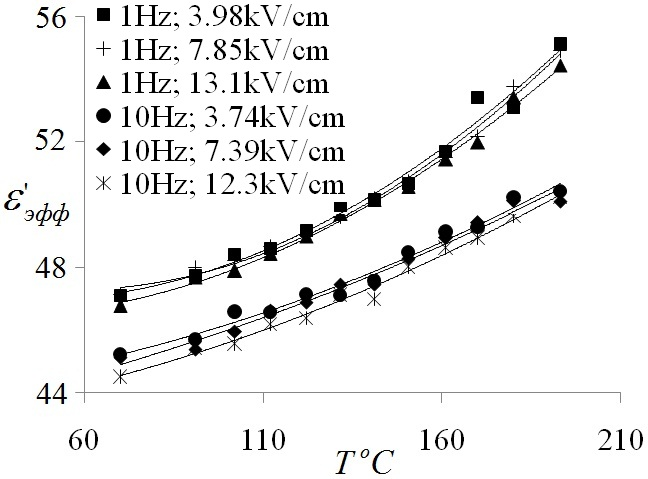 56
1Hz; 3.98kV/cm
1Hz; 7.85kV/cm
1Hz; 13.1kV/cm
10Hz; 3.74kV/cm
10Hz; 7.39kV/cm
10Hz; 12.3kV/cm
52
ε'эфф
48
44
60 110 160 210
T°C